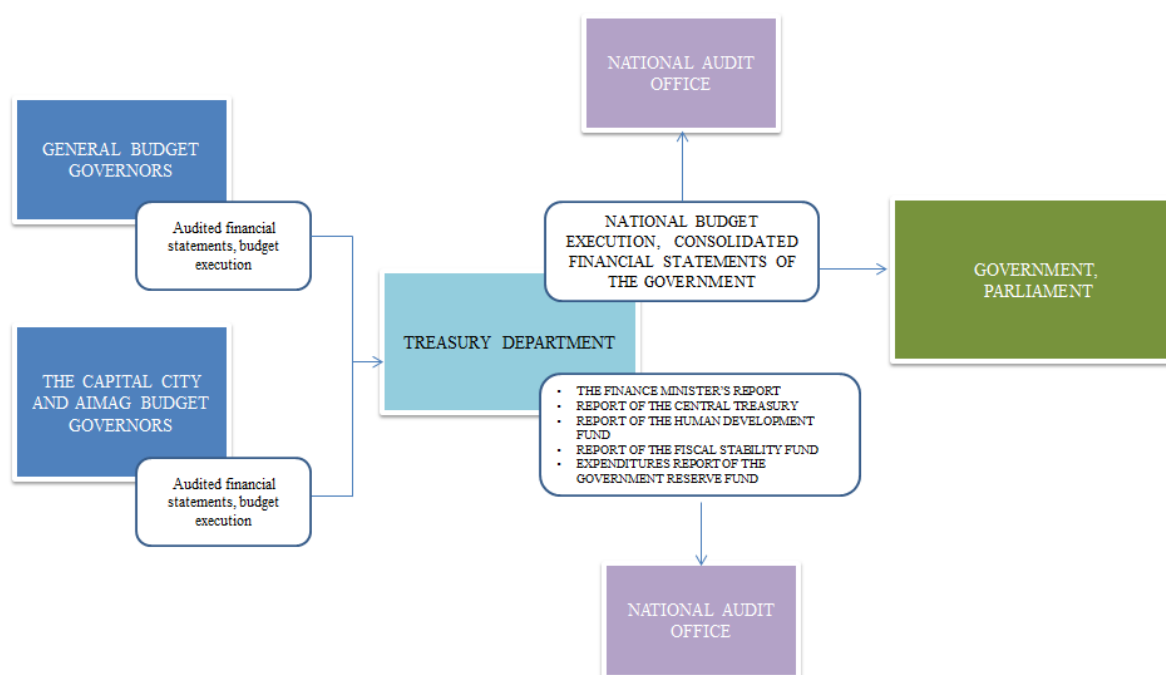 NATIONAL AUDIT
OFFICE
GENERAL BUDGET
GOVERNORS
Audited financial
statements, budget
execution
NATIONAL BUDGET
EXECUTION, CONSOLIDATED
FINANCIAL STATEMENTS OF
THE GOVERNMENT
GOVERNMENT,
PARLIAMENT
TREASURY DEPARTMENT
THE CAPITAL CITY
AND AIMAG BUDGET
GOVERNORS
Audited financial
statements, budget
execution
• THE FINANCE MINISTER'S REPORT
• REPORT OF THE CENTRAL TREASURY
• REPORT OF THE HUMAN DEVELOPMENT
FUND
• REPORT OF THE FISCAL STABILITY FUND
• EXPENDITURES REPORT OF THE
GOVERNMENT RESERVE FUND
NATIONAL AUDIT
OFFICE